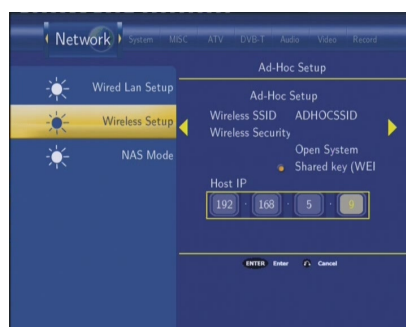 Network System MISC ATV DVB-T Audio Video Record
Ad-Hoc Setup
Wired Lan Setup
Wireless Setup
NAS Mode
Ad-Hoc Setup
Wireless SSID ADHOCSSID
Wireless Security
Open System
Shared key (WEI
Host IP
192 . 168 . 5 . 9
ENTER Enter Cancel